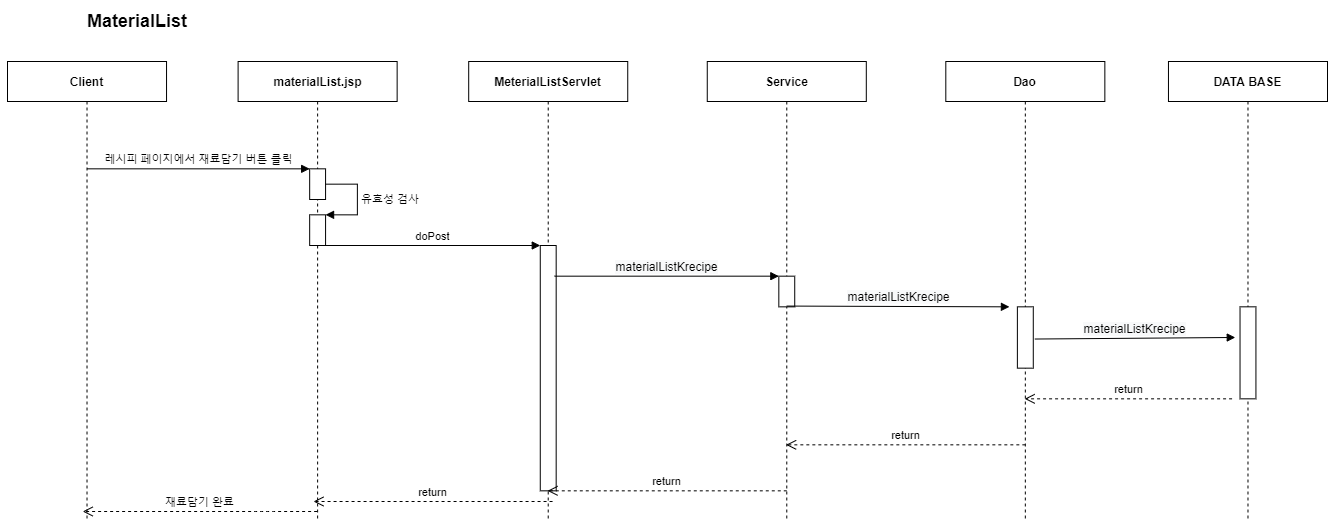 MaterialList
Client
materialList.jsp
MeterialListServlet
Service
Dao
DATA BASE
레시피 페이지에서 재료담기 버튼 클릭
유효성 검사
doPost
materialListKrecipe
materialListKrecipe
materialListKrecipe
return
return
return
return
재료담기 완료